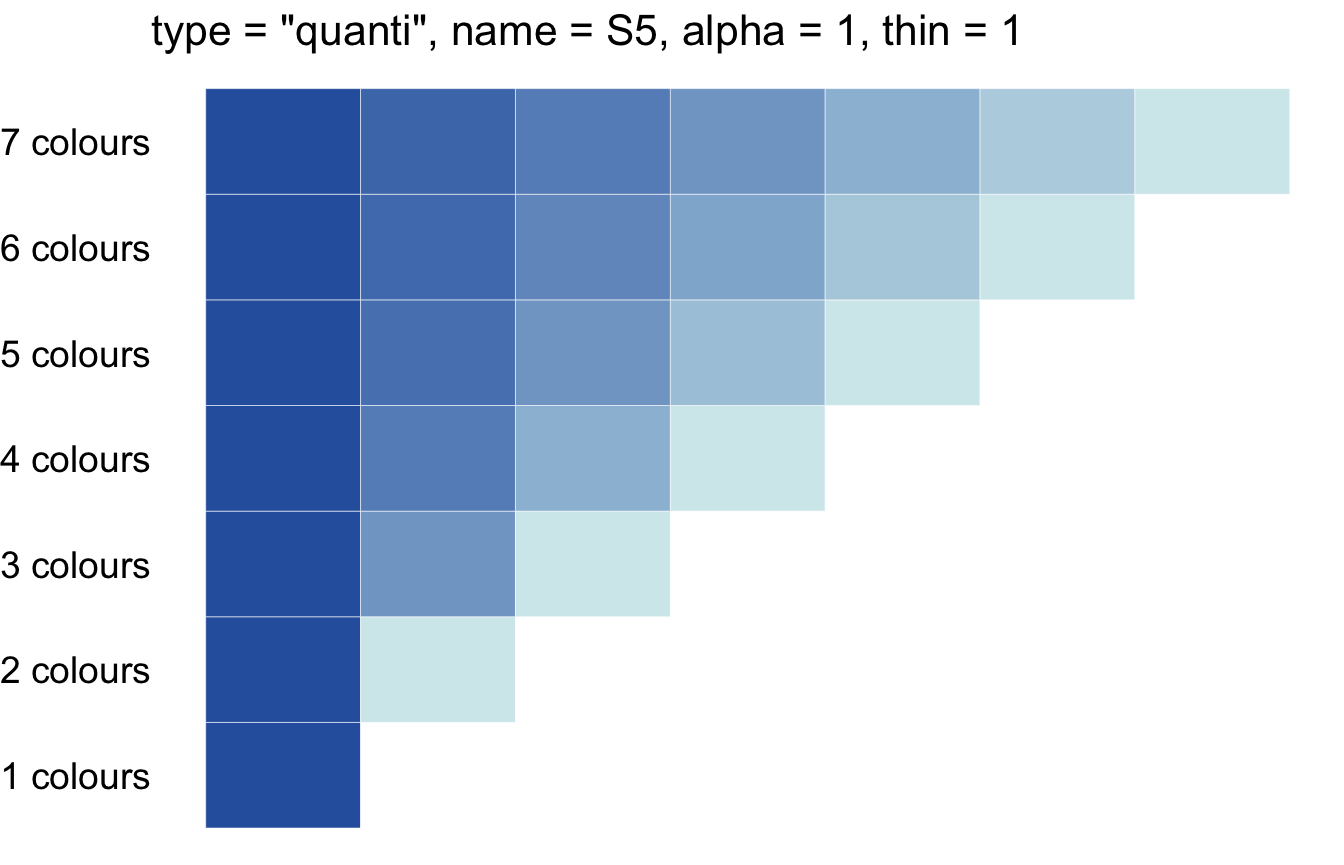 type = "quanti", name = S5, alpha = 1, thin = 1
7 colours
6 colours
5 colours
4 colours
3 colours
2 colours
1 colours